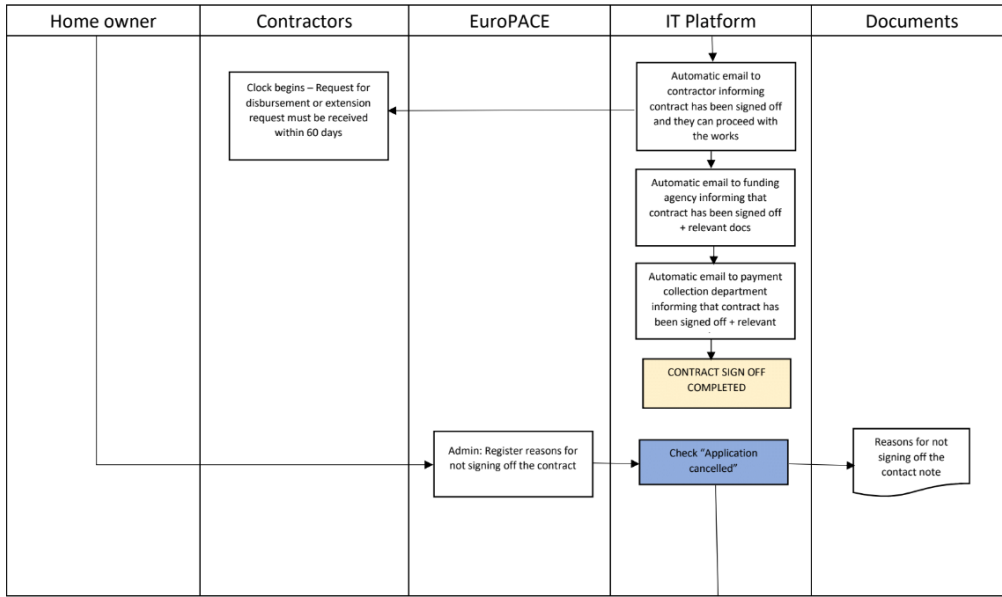 Home owner
Contractors
EuroPACE
IT Platform
Documents
Automatic email to
contractor informing
contract has been signed off
and they can proceed with
the works
Clock begins – Request for
disbursement or extension
request must be received
within 60 days
Automatic email to funding
agency informing that
contract has been signed off
+ relevant docs
Automatic email to payment
collection department
informing that contract has
been signed off + relevant
CONTRACT SIGN OFF
COMPLETED
Admin: Register reasons for
not signing off the contract
Check “Application
cancelled”
Reasons for not
signing off the
contact note